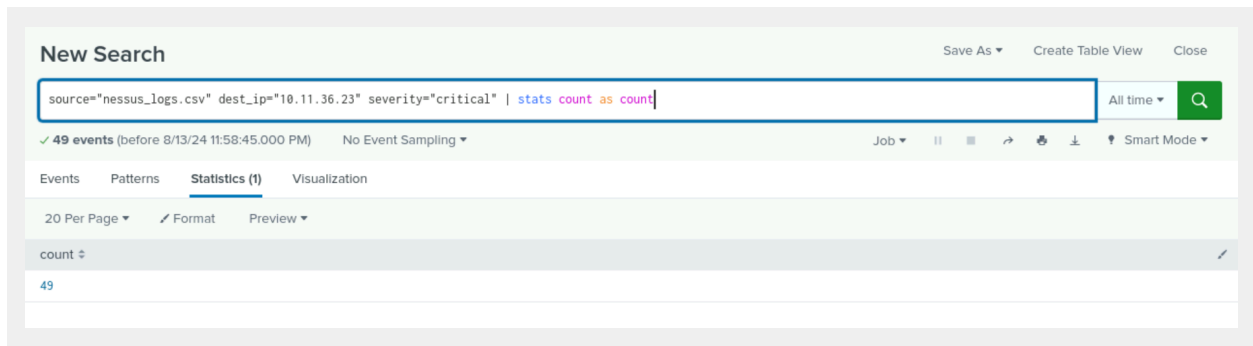 New Search
Save As Create Table View Close
source="nessus_logs.csv" dest_ip="10.11.36.23" severity="critical" | stats count as count
All time
49 events (before 8/13/24 11:58:45.000 PM) No Event Sampling
Job Smart Mode
Events Patterns Statistics (1) Visualization
20 Per Page Format Preview
count
49